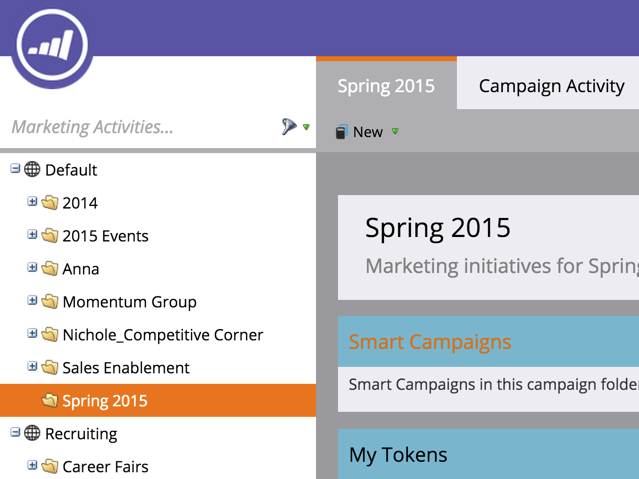 Spring 2015
Campaign Activity
Marketing Activities...
New
Default
2014
2015 Events
Anna
Momentum Group
Nichole_Competitive Corner
Sales Enablement
Spring 2015
Recruiting
Career Fairs
Spring 2015
Marketing initiatives for Spring
Smart Campaigns
Smart Campaigns in this campaign folder
My Tokens